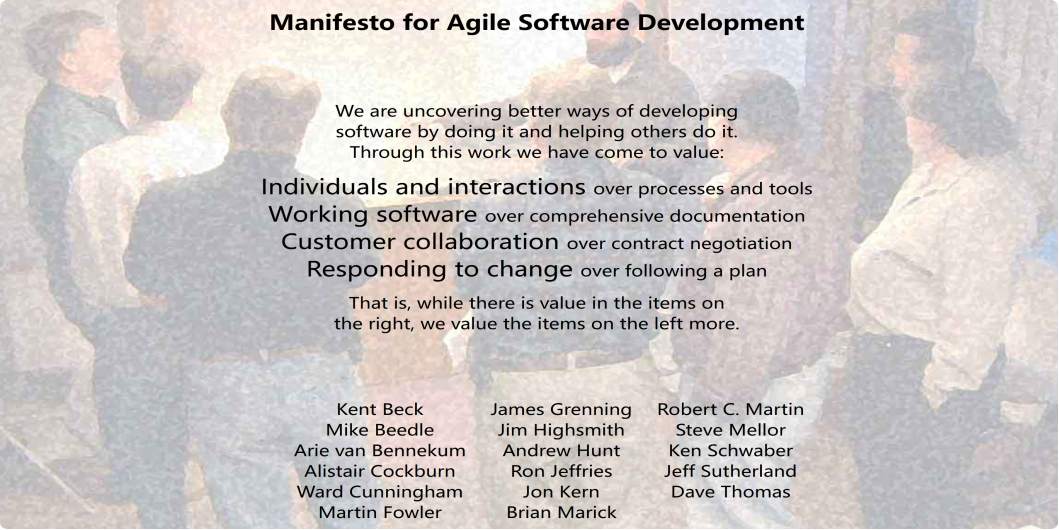 Manifesto for Agile Software Development
We are uncovering better ways of developing
software by doing it and helping others do it.
Through this work we have come to value:
Individuals and interactions over processes and tools
Working software over comprehensive documentation
Customer collaboration over contract negotiation
Responding to change over following a plan
That is, while there is value in the items on
the right, we value the items on the left more.
Kent Beck
Mike Beedle
Arie van Bennekum
Alistair Cockburn
Ward Cunningham
Martin Fowler
James Grenning
Jim Highsmith
Andrew Hunt
Ron Jeffries
Jon Kern
Brian Marick
Robert C. Martin
Steve Mellor
Ken Schwaber
Jeff Sutherland
Dave Thomas